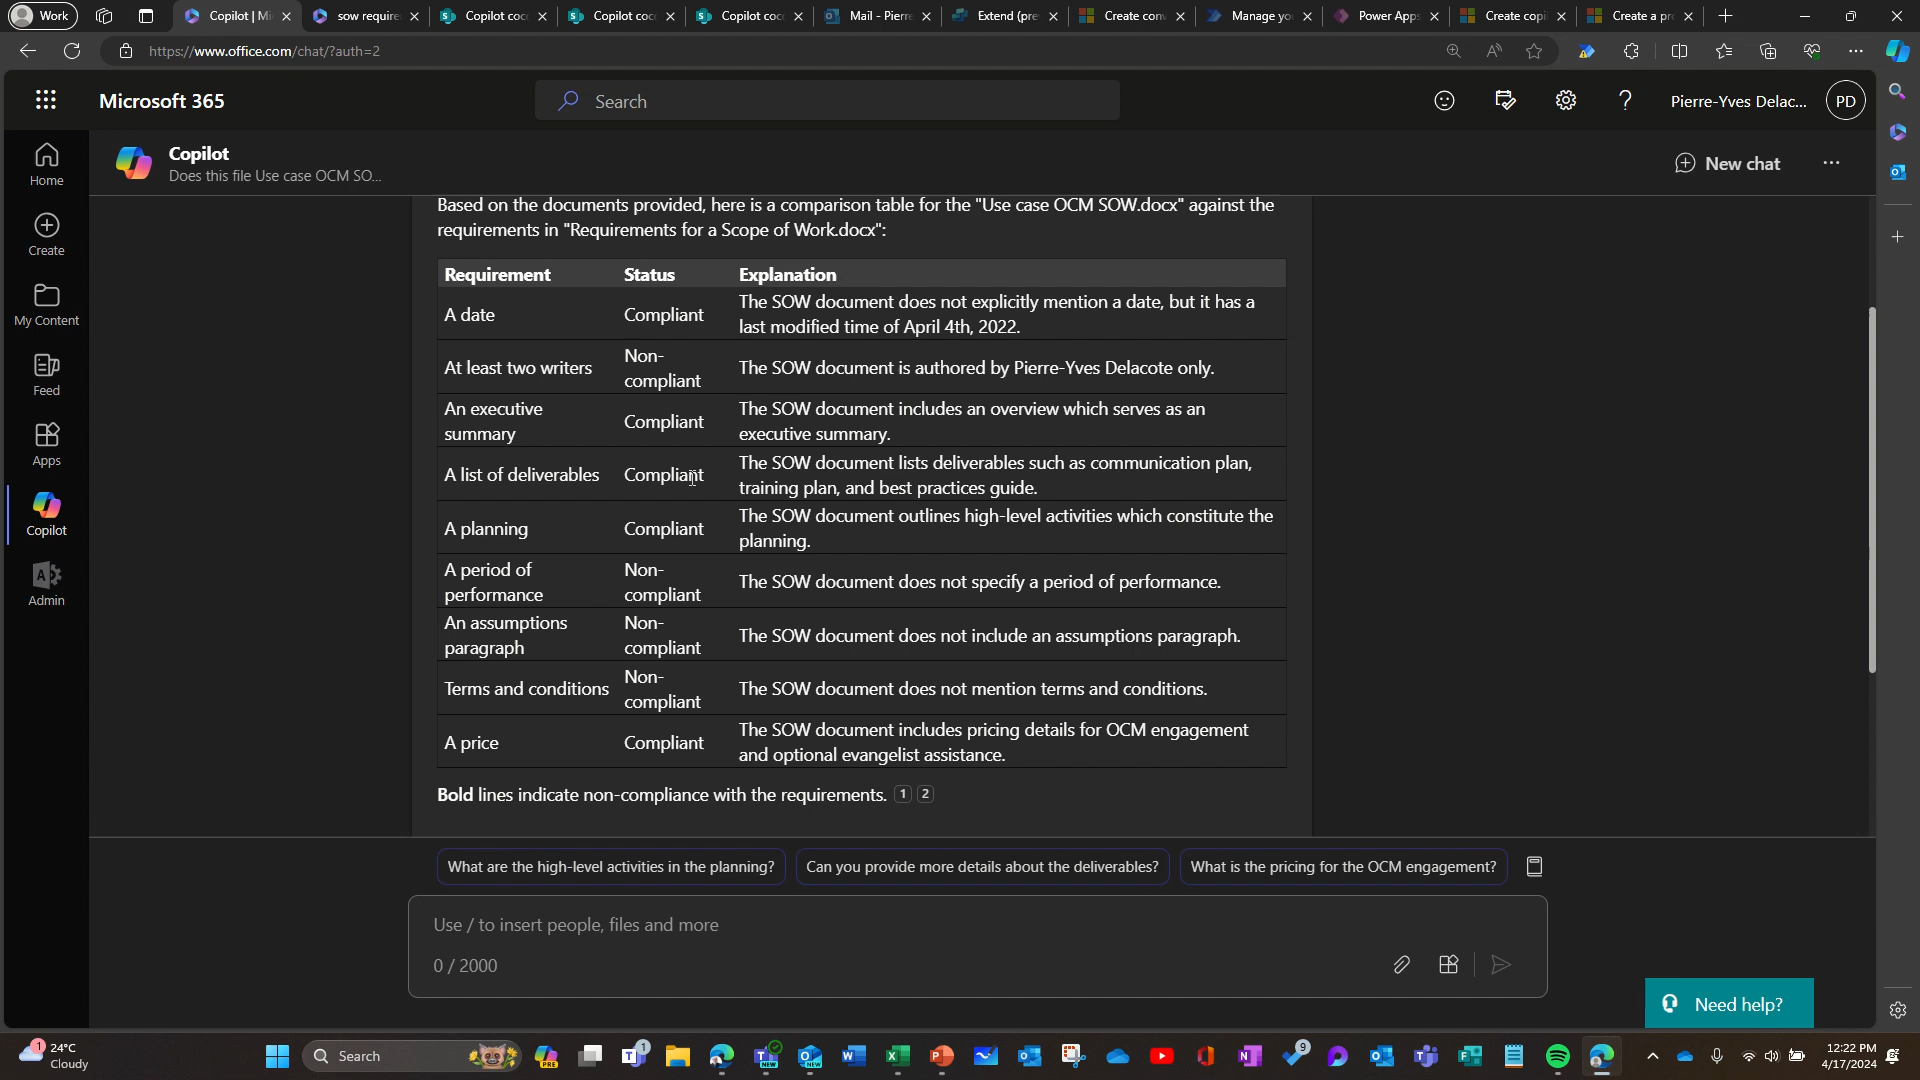 Work
Copilot | Mi
sow require
Copilot coc
Copilot coc
Copilot coc
Mail - Pierre
Extend (pre
Create conv
Manage you
Power Apps
Create copi
Create a pr
https://www.office.com/chat/?auth=2
Microsoft 365
Search
Pierre-Yves Delac...
PD
Home
Create
My Content
Feed
Apps
Copilot
Admin
Copilot
Does this file Use case OCM SO...
New chat
Based on the documents provided, here is a comparison table for the "Use case OCM SOW.docx" against the
requirements in "Requirements for a Scope of Work.docx":
Requirement Status Explanation
A date Compliant The SOW document does not explicitly mention a date, but it has a
last modified time of April 4th, 2022.
At least two writers Non-
compliant The SOW document is authored by Pierre-Yves Delacote only.
An executive
summary Compliant The SOW document includes an overview which serves as an
executive summary.
A list of deliverables Compliant The SOW document lists deliverables such as communication plan,
training plan, and best practices guide.
A planning Compliant The SOW document outlines high-level activities which constitute the
planning.
A period of
performance Non-
compliant The SOW document does not specify a period of performance.
An assumptions
paragraph Non-
compliant The SOW document does not include an assumptions paragraph.
Terms and conditions Non-
compliant The SOW document does not mention terms and conditions.
A price Compliant The SOW document includes pricing details for OCM engagement
and optional evangelist assistance.
Bold lines indicate non-compliance with the requirements. 1 2
What are the high-level activities in the planning?
Can you provide more details about the deliverables?
What is the pricing for the OCM engagement?
Use / to insert people, files and more
0 / 2000
Need help?
1
24°C
Cloudy
Search
PRE
1
NEW
NEW
9
12:22 PM
4/17/2024